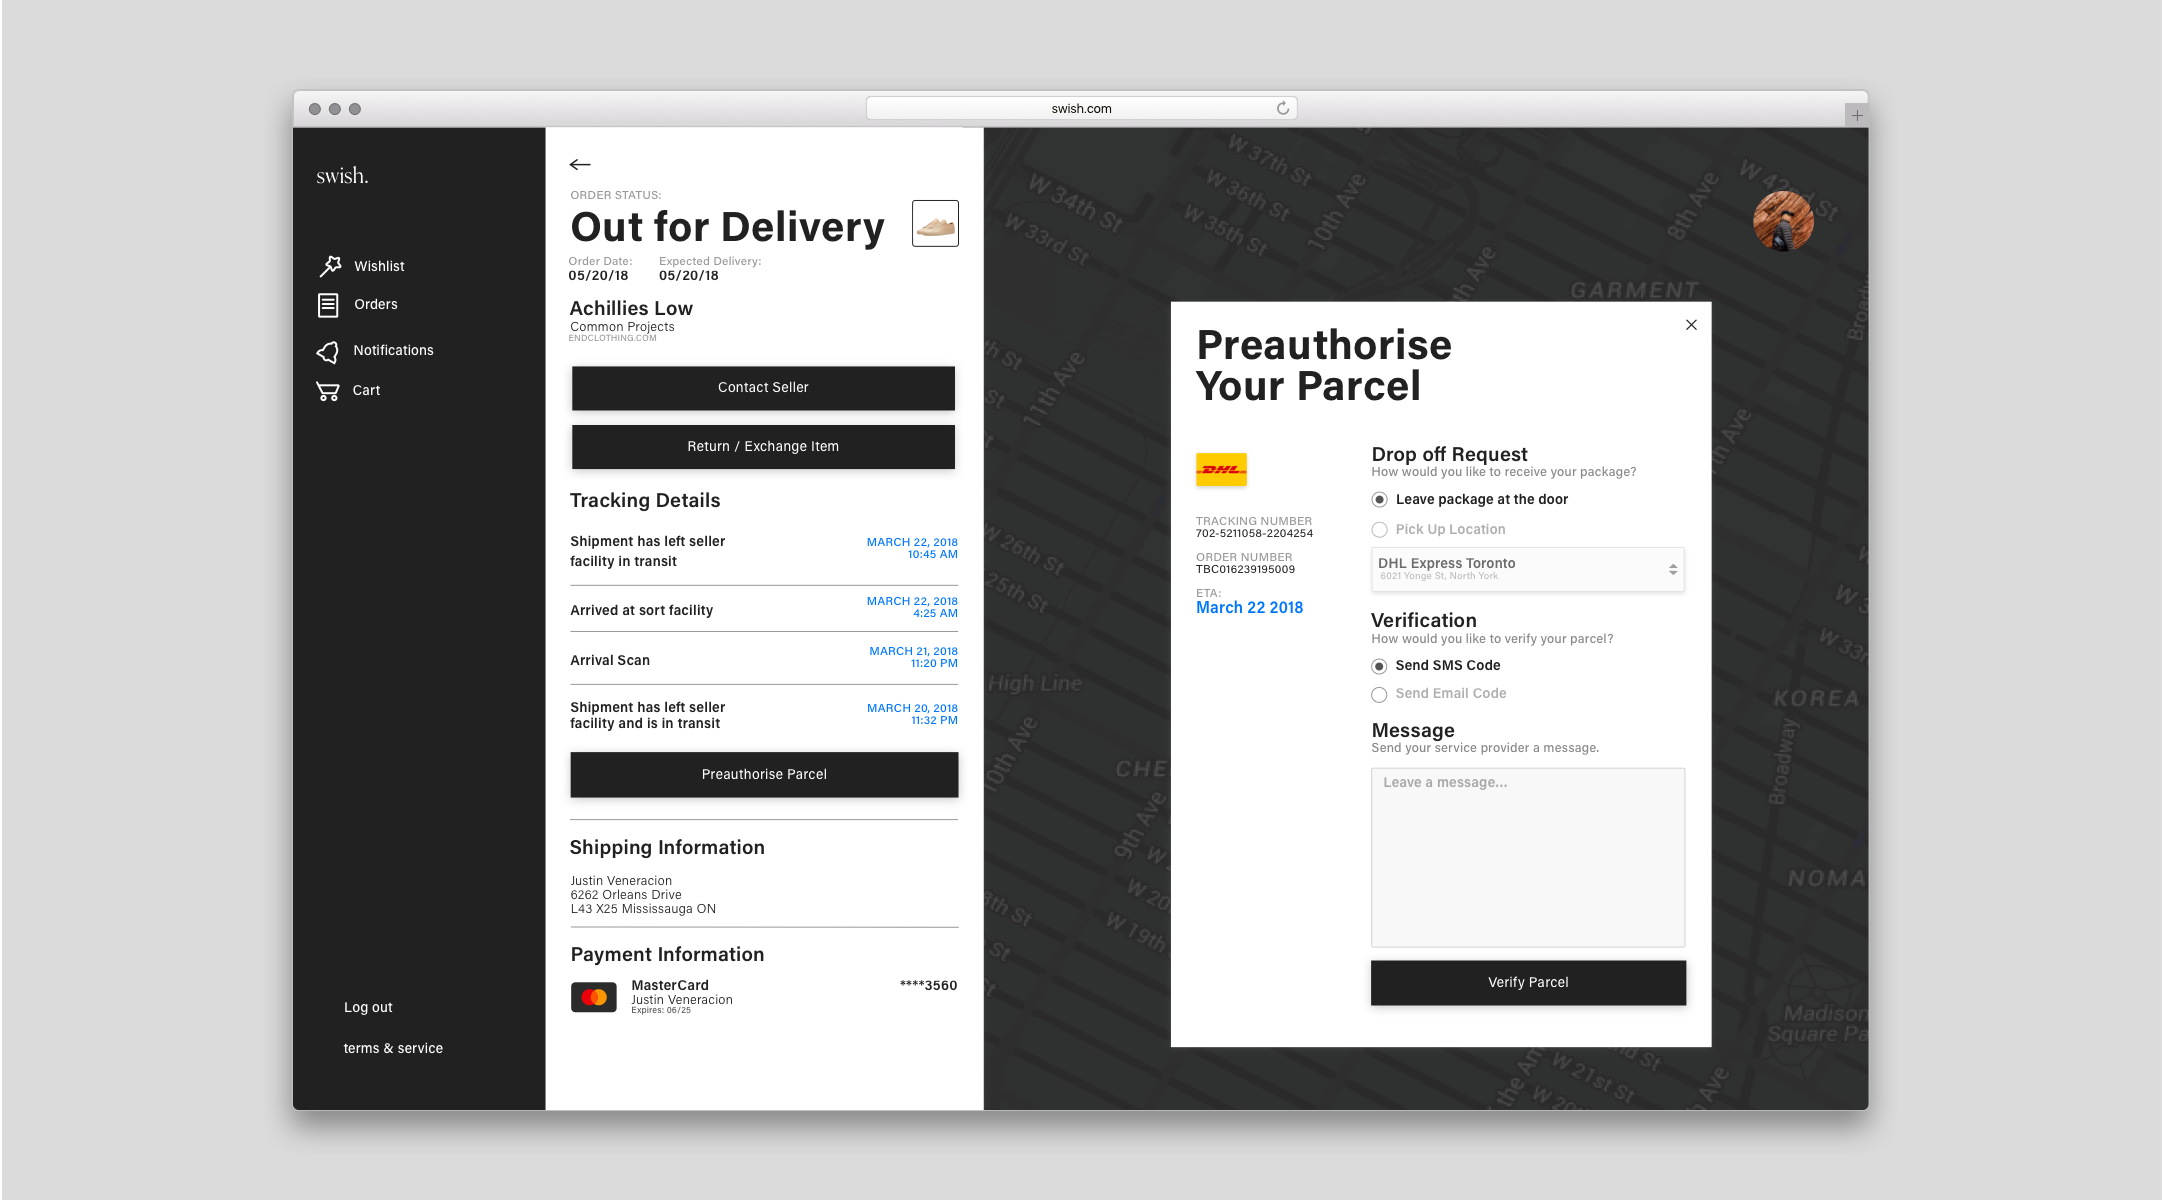 swish.com
swish.
Wishlist
Orders
Notifications
Cart
Log out
terms & service
ORDER STATUS:
Out for Delivery
Order Date:
05/20/18
Expected Delivery:
05/20/18
Achillies Low
Common Projects
ENDCLOTHING.COM
Contact Seller
Return / Exchange Item
Tracking Details
Shipment has left seller
facility in transit
MARCH 22, 2018
10:45 AM
Arrived at sort facility
MARCH 22, 2018
4:25 AM
Arrival Scan
MARCH 21, 2018
11:20 PM
Shipment has left seller
facility and is in transit
MARCH 20, 2018
11:32 PM
Preauthorise Parcel
Shipping Information
Justin Veneracion
6262 Orleans Drive
L43 X25 Mississauga ON
Payment Information
MasterCard
Justin Veneracion
Expires: 06/25
****3560
W 37th St
W 36th St
W 35th St
W 34th St
W 33rd St
10th Ave
8th Ave
W 42nd St
GARMENT
11th Ave
W 26th St
25th St
High Line
10th Ave
CHE
9th Ave
W 20
W 19th
KOREA
Broadway
NOMA
Madison
Square Pa
W 21st St
W 20
Preauthorise
Your Parcel
DHL
TRACKING NUMBER
702-5211058-2204254
ORDER NUMBER
TBC016239195009
ETA:
March 22 2018
Drop off Request
How would you like to receive your package?
Leave package at the door
Pick Up Location
DHL Express Toronto
6021 Yonge St, North York
Verification
How would you like to verify your parcel?
Send SMS Code
Send Email Code
Message
Send your service provider a message.
Leave a message...
Verify Parcel